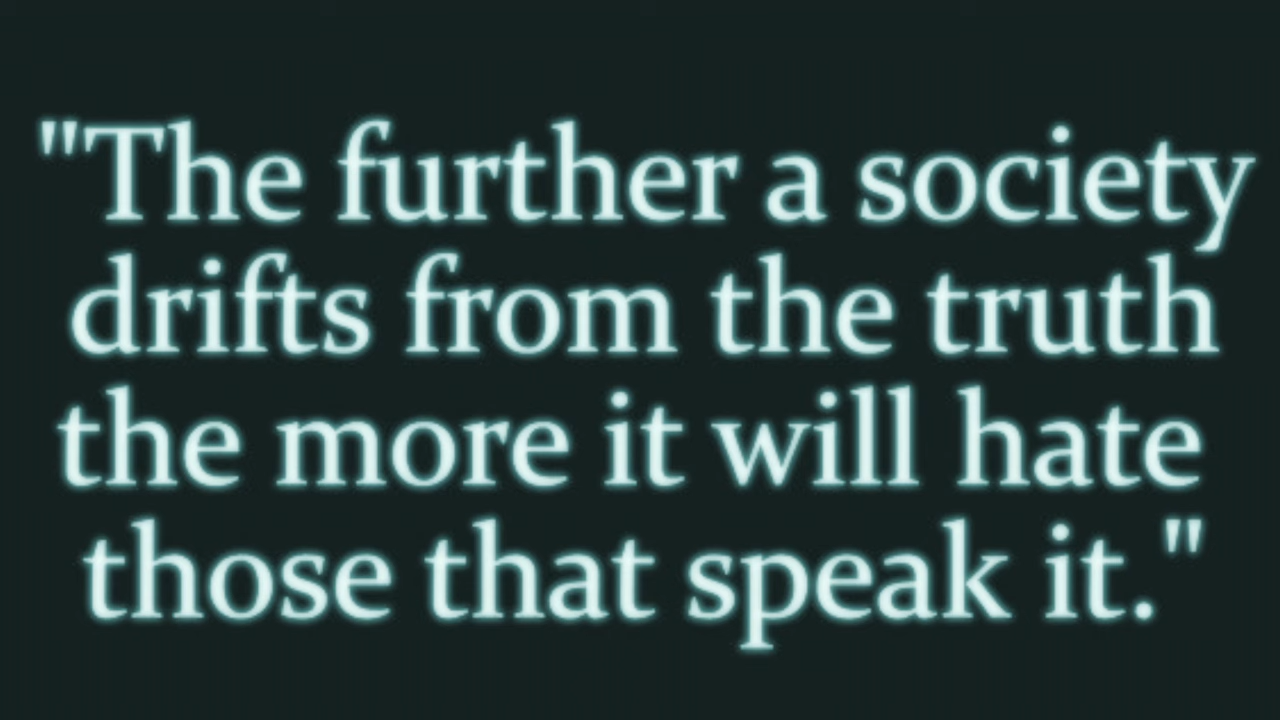 "The further a society
drifts from the truth
the more it will hate
those that speak it."